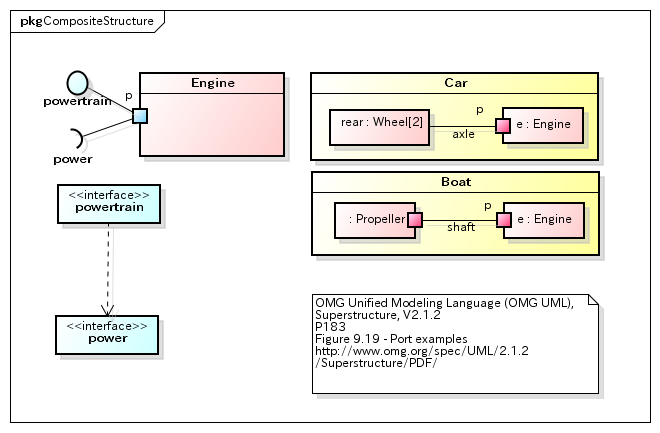 pkgCompositeStructure
powertrain
p
power
Engine
<<interface>>
powertrain
<<interface>>
power
Car
rear : Wheel[2]
axle
p
e : Engine
Boat
: Propeller
shaft
p
e : Engine
OMG Unified Modeling Language (OMG UML),
Superstructure, V2.1.2
P183
Figure 9.19 - Port examples
http://www.omg.org/spec/UML/2.1.2
/Superstructure/PDF/